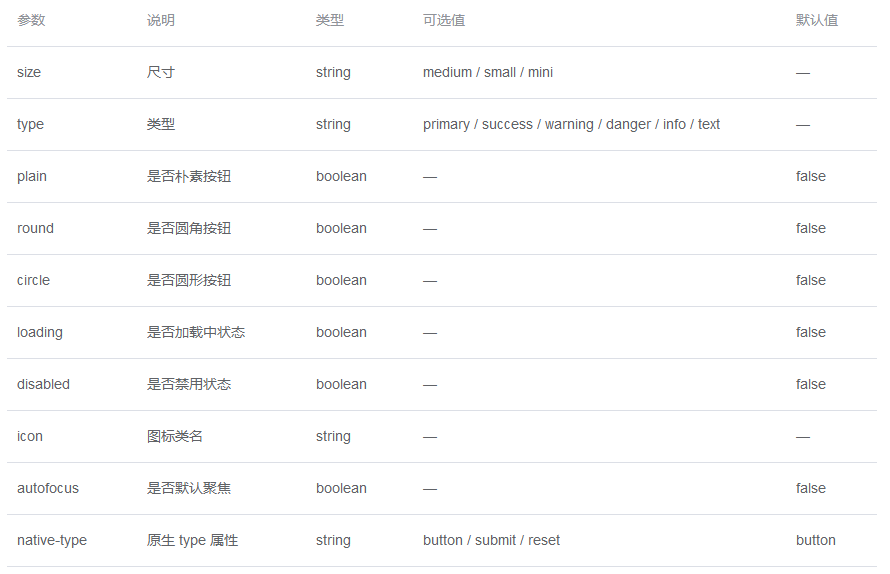 参数 说明 类型 可选值 默认值
size 尺寸 string medium / small / mini —
type 类型 string primary / success / warning / danger / info / text —
plain 是否朴素按钮 boolean — false
round 是否圆角按钮 boolean — false
circle 是否圆形按钮 boolean — false
loading 是否加载中状态 boolean — false
disabled 是否禁用状态 boolean — false
icon 图标类名 string — —
autofocus 是否默认聚焦 boolean — false
native-type 原生 type 属性 string button / submit / reset button